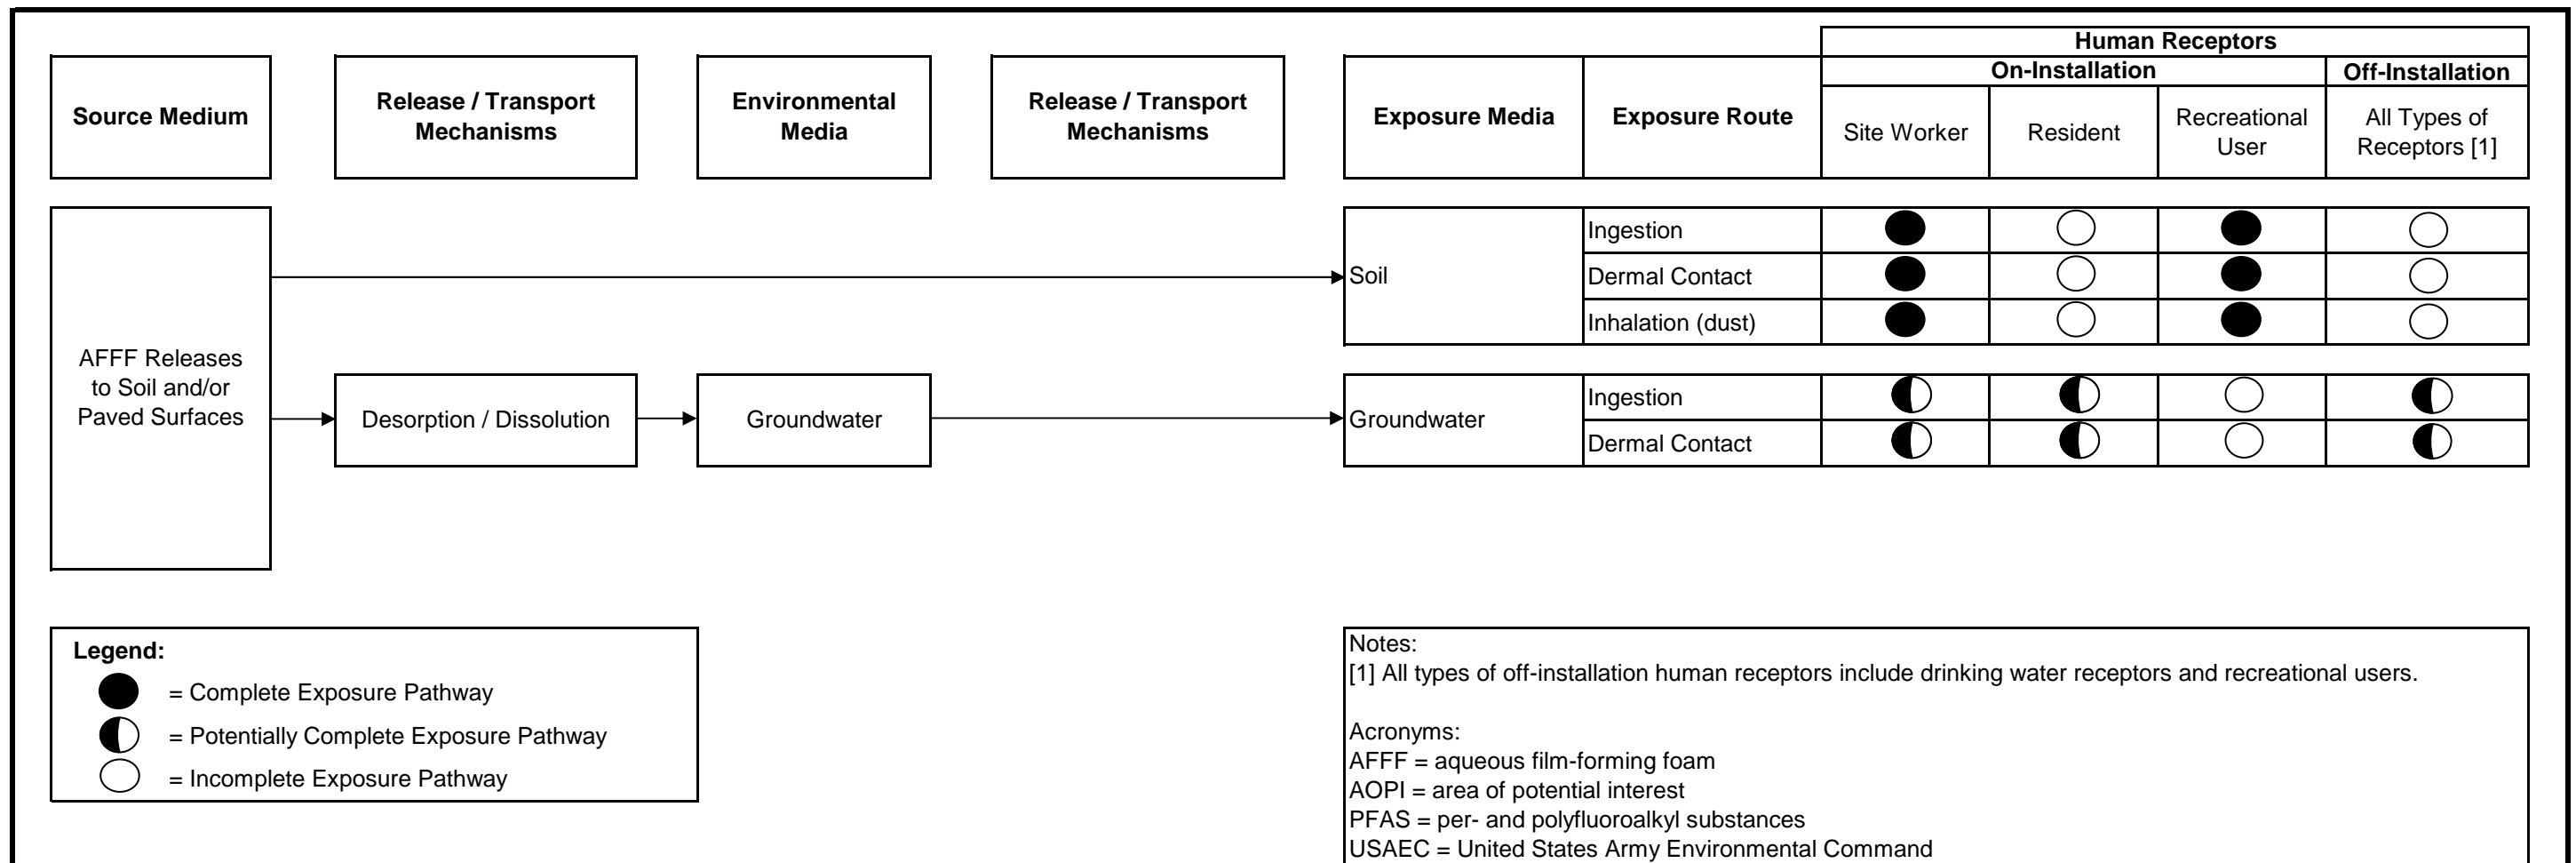 Human Receptors
On-Installation
Off-Installation
Source Medium
Release / Transport
Mechanisms
Environmental
Media
Release / Transport
Mechanisms
Exposure Media
Exposure Route
Site Worker
Resident
Recreational
User
All Types of
Receptors [1]
AFFF Releases
to Soil and/or
Paved Surfaces
Soil
Ingestion
Dermal Contact
Inhalation (dust)
Desorption / Dissolution
Groundwater
Groundwater
Ingestion
Dermal Contact
Legend:
= Complete Exposure Pathway
= Potentially Complete Exposure Pathway
= Incomplete Exposure Pathway
Notes:
[1] All types of off-installation human receptors include drinking water receptors and recreational users.
Acronyms:
AFFF = aqueous film-forming foam
AOPI = area of potential interest
PFAS = per- and polyfluoroalkyl substances
USAEC = United States Army Environmental Command